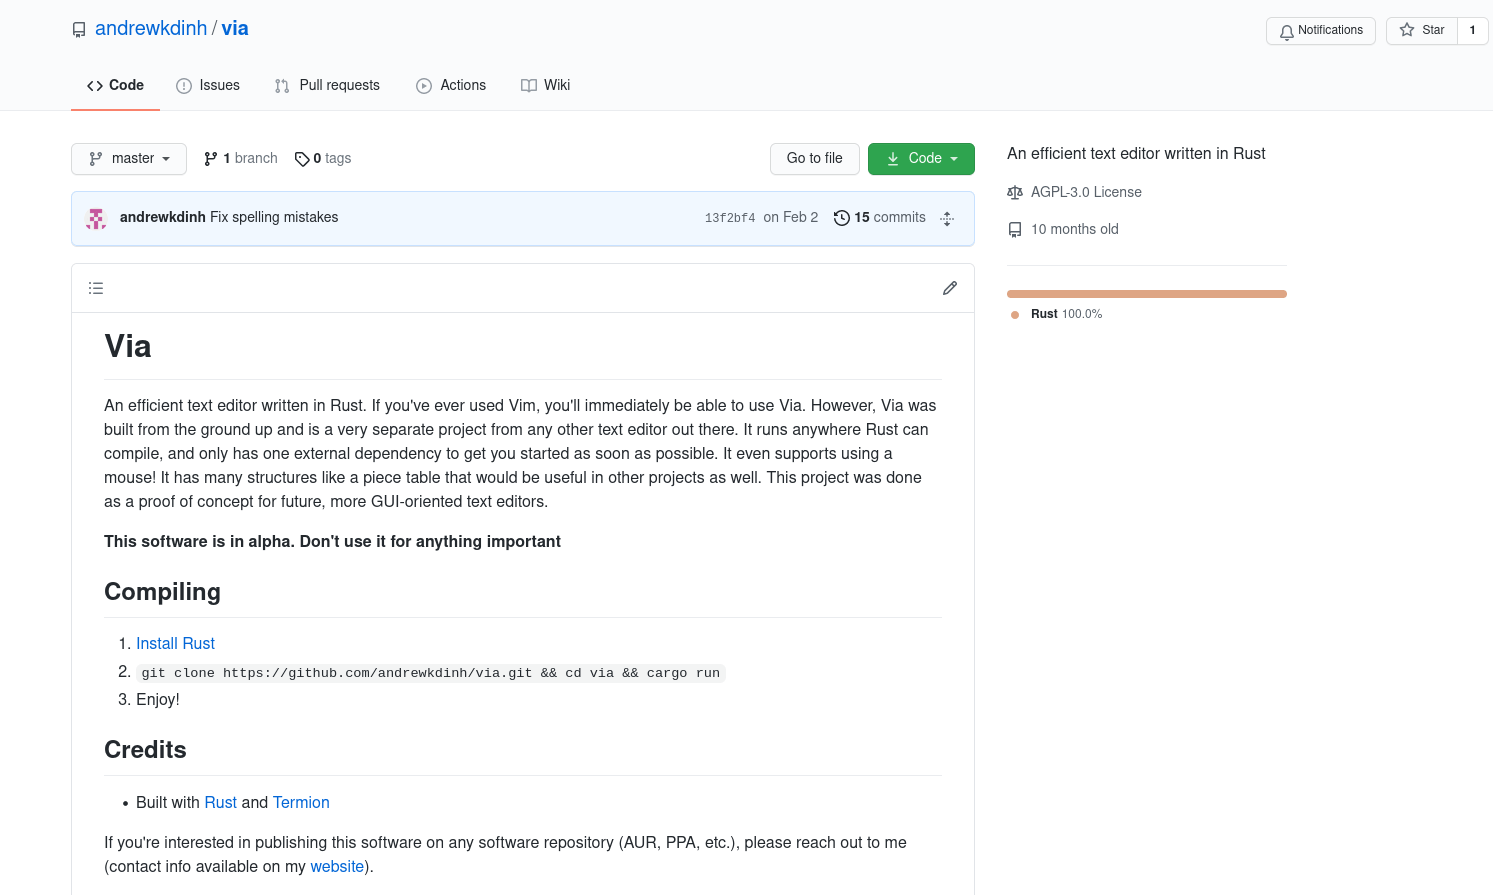 andrewkdinh / via
Notifications
Star 1
Code
Issues
Pull requests
Actions
Wiki
master
1 branch
0 tags
Go to file
Code
andrewkdinh Fix spelling mistakes
13f2bf4 on Feb 2
15 commits
Via
An efficient text editor written in Rust. If you've ever used Vim, you'll immediately be able to use Via. However, Via was
built from the ground up and is a very separate project from any other text editor out there. It runs anywhere Rust can
compile, and only has one external dependency to get you started as soon as possible. It even supports using a
mouse! It has many structures like a piece table that would be useful in other projects as well. This project was done
as a proof of concept for future, more GUI-oriented text editors.
This software is in alpha. Don't use it for anything important
Compiling
1. Install Rust
2. git clone https://github.com/andrewkdinh/via.git && cd via && cargo run
3. Enjoy!
Credits
• Built with Rust and Termion
If you're interested in publishing this software on any software repository (AUR, PPA, etc.), please reach out to me
(contact info available on my website).
An efficient text editor written in Rust
AGPL-3.0 License
10 months old
Rust 100.0%